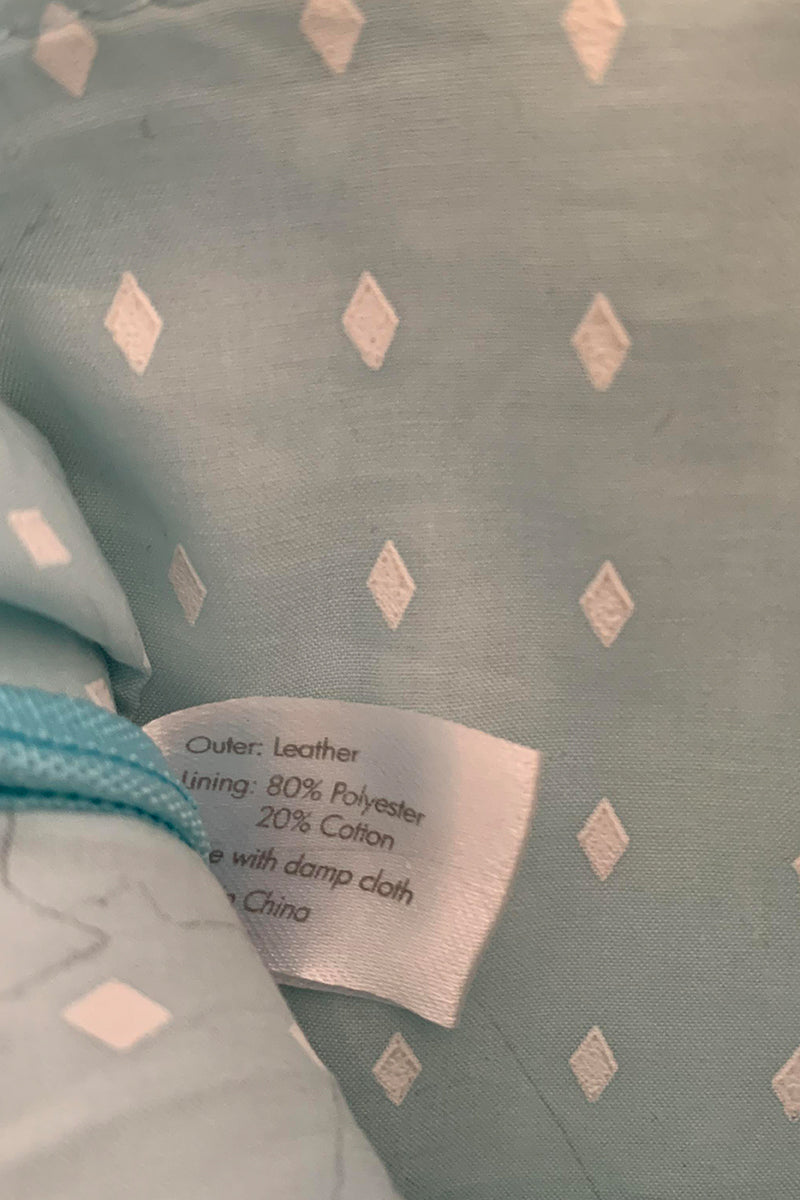 Outer: Leather
Lining: 80% Polyester
20% Cotton
with damp cloth
China